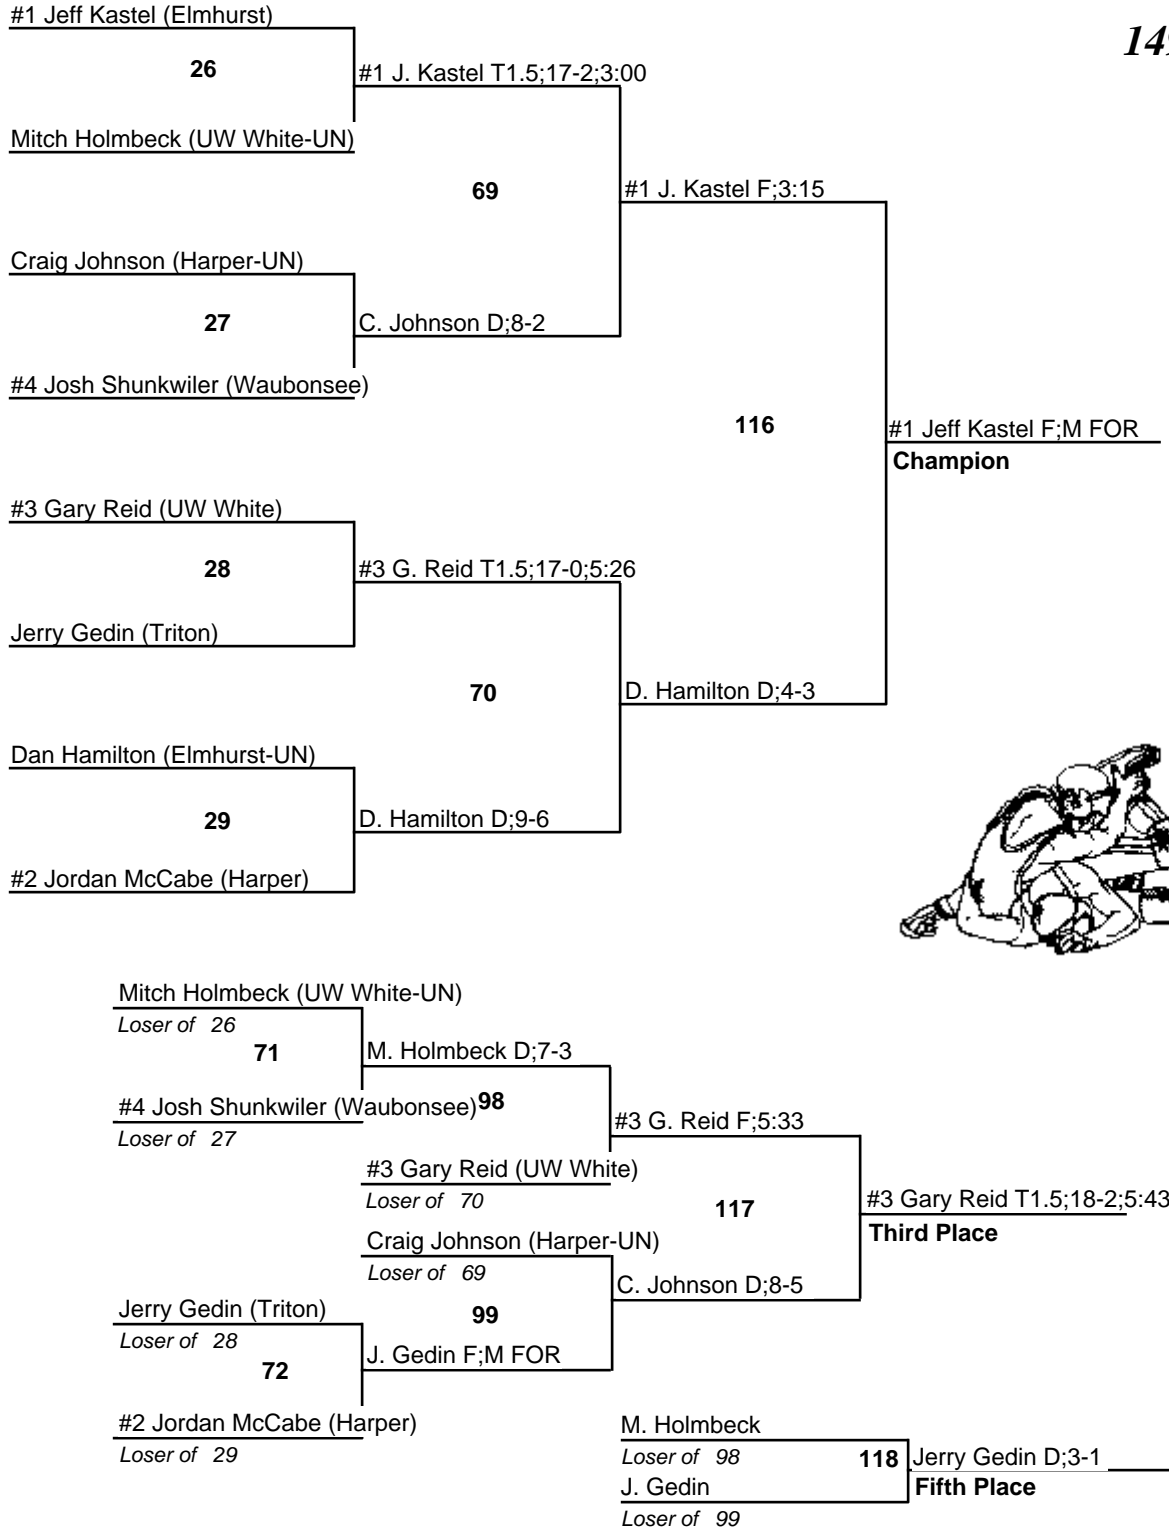 #1 Jeff Kastel (Elmhurst)
26
#1 J. Kastel T1.5;17-2;3:00
Mitch Holmbeck (UW White-UN)
69
#1 J. Kastel F;3:15
Craig Johnson (Harper-UN)
27
C. Johnson D;8-2
#4 Josh Shunkwiler (Waubonsee)
116
#1 Jeff Kastel F;M FOR
Champion
#3 Gary Reid (UW White)
28
#3 G. Reid T1.5;17-0;5:26
Jerry Gedin (Triton)
70
D. Hamilton D;4-3
Dan Hamilton (Elmhurst-UN)
29
D. Hamilton D;9-6
#2 Jordan McCabe (Harper)
Mitch Holmbeck (UW White-UN)
Loser of 26
71
M. Holmbeck D;7-3
#4 Josh Shunkwiler (Waubonsee)
98
Loser of 27
#3 G. Reid F;5:33
#3 Gary Reid (UW White)
Loser of 70
117
#3 Gary Reid T1.5;18-2;5:43
Third Place
Craig Johnson (Harper-UN)
Loser of 69
C. Johnson D;8-5
Jerry Gedin (Triton)
Loser of 28
99
72
J. Gedin F;M FOR
#2 Jordan McCabe (Harper)
Loser of 29
M. Holmbeck
Loser of 98
118
Jerry Gedin D;3-1
J. Gedin
Fifth Place
Loser of 99